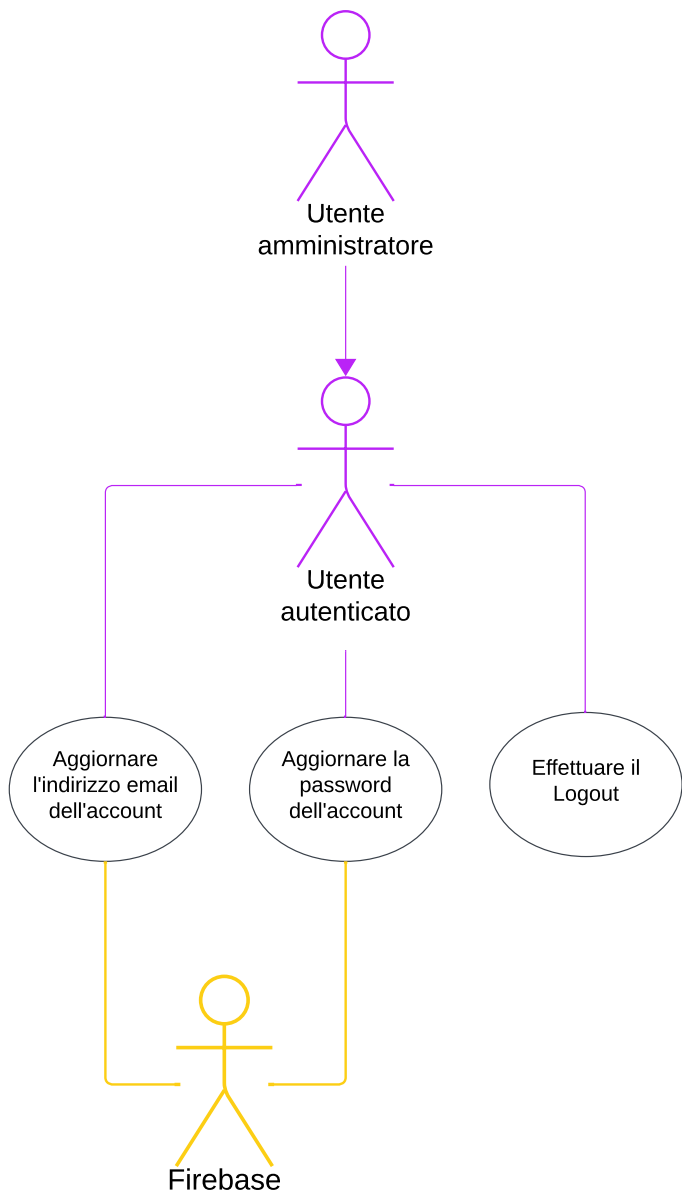 Utente
amministratore
Utente
autenticato
Aggiornare
l'indirizzo email
dell'account
Aggiornare la
password
dell'account
Effettuare il
Logout
Firebase